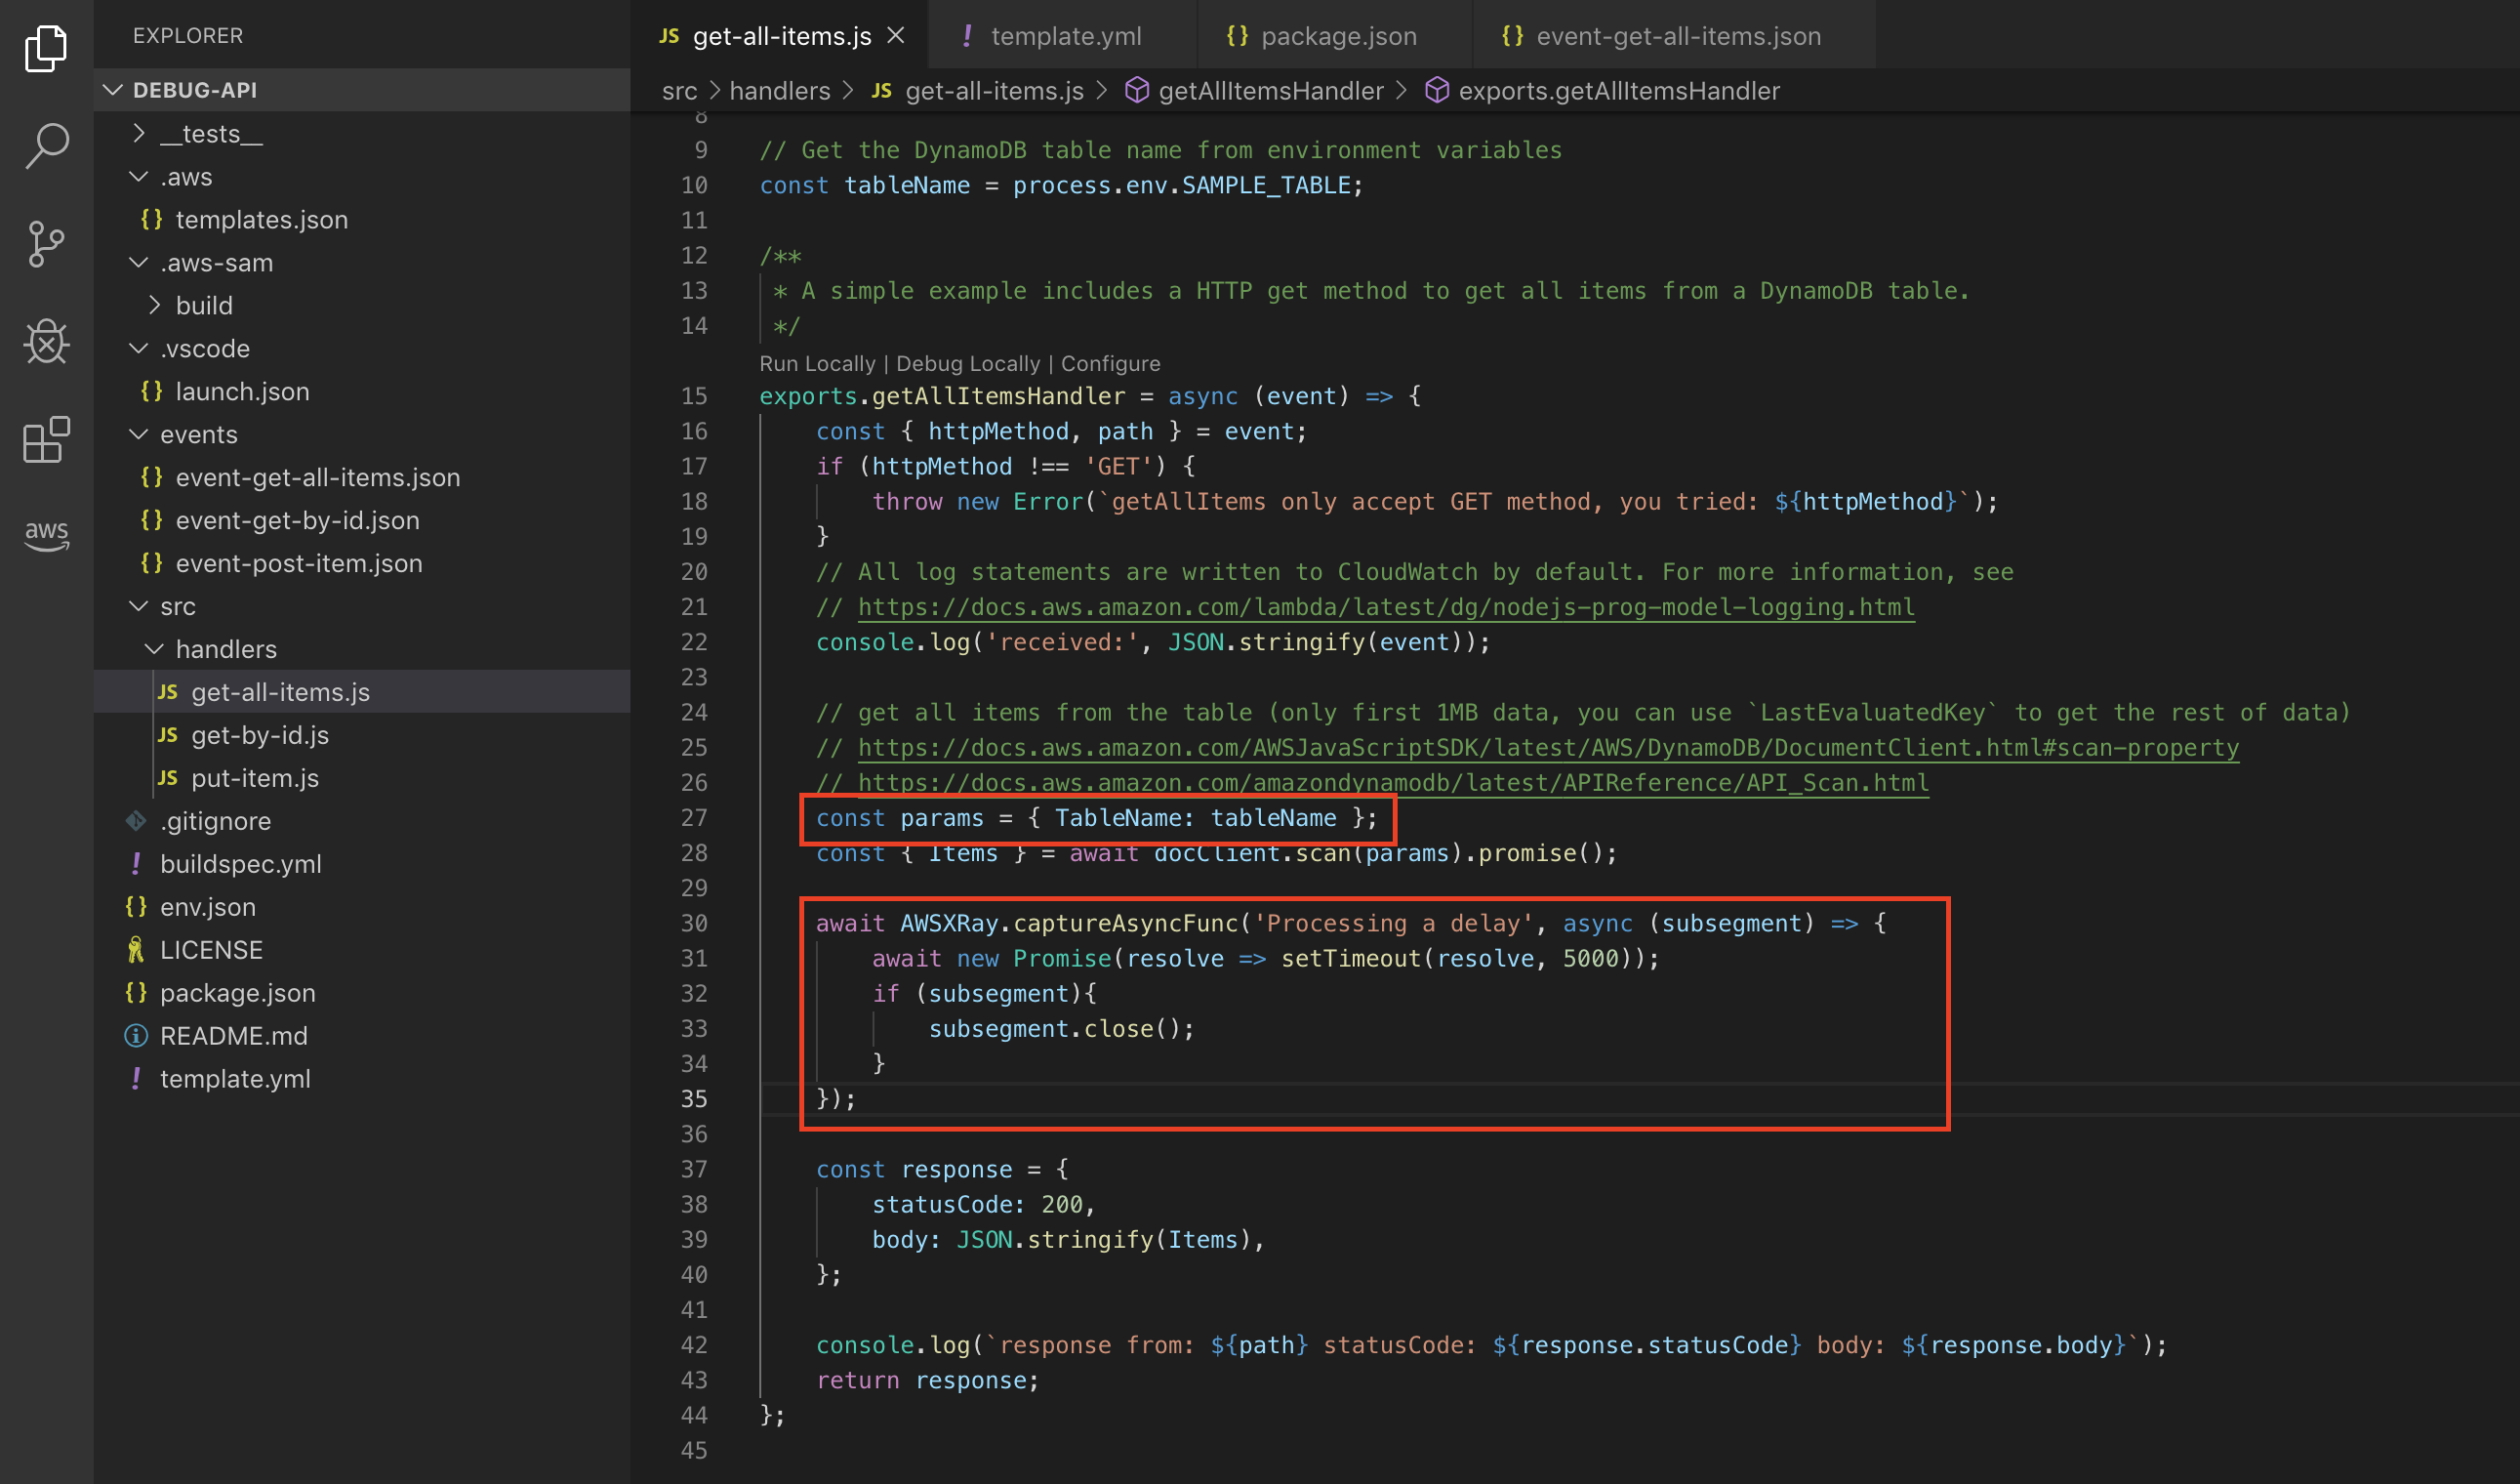 EXPLORER
DEBUG-API
__tests__
.aws
{} templates.json
.aws-sam
build
.vscode
{} launch.json
events
{} event-get-all-items.json
{} event-get-by-id.json
{} event-post-item.json
src
handlers
JS get-all-items.js
JS get-by-id.js
JS put-item.js
.gitignore
! buildspec.yml
{} env.json
LICENSE
{} package.json
README.md
! template.yml
aws
JS get-all-items.js
! template.yml
{} package.json
{} event-get-all-items.json
src > handlers > JS get-all-items.js > getAllItemsHandler > exports.getAllItemsHandler
8
9 // Get the DynamoDB table name from environment variables
10 const tableName = process.env.SAMPLE_TABLE;
11
12 /**
13 * A simple example includes a HTTP get method to get all items from a DynamoDB table.
14 */
Run Locally | Debug Locally | Configure
15 exports.getAllItemsHandler = async (event) => {
16 const { httpMethod, path } = event;
17 if (httpMethod !== 'GET') {
18 throw new Error(`getAllItems only accept GET method, you tried: ${httpMethod}`);
19 }
20 // All log statements are written to CloudWatch by default. For more information, see
21 // https://docs.aws.amazon.com/lambda/latest/dg/nodejs-prog-model-logging.html
22 console.log('received:', JSON.stringify(event));
23
24 // get all items from the table (only first 1MB data, you can use `LastEvaluatedKey` to get the rest of data)
25 // https://docs.aws.amazon.com/AWSJavaScriptSDK/latest/AWS/DynamoDB/DocumentClient.html#scan-property
26 // https://docs.aws.amazon.com/amazondynamodb/latest/APIReference/API_Scan.html
27 const params = { TableName: tableName };
28 const { Items } = await docClient.scan(params).promise();
29
30 await AWSXRay.captureAsyncFunc('Processing a delay', async (subsegment) => {
31 await new Promise(resolve => setTimeout(resolve, 5000));
32 if (subsegment){
33 subsegment.close();
34 }
35 });
36
37 const response = {
38 statusCode: 200,
39 body: JSON.stringify(Items),
40 };
41
42 console.log(`response from: ${path} statusCode: ${response.statusCode} body: ${response.body}`);
43 return response;
44 };
45